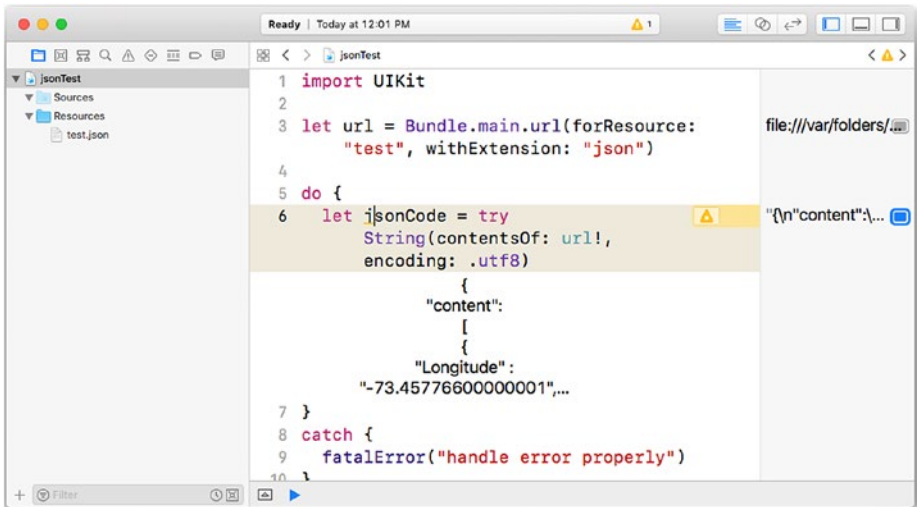 Ready | Today at 12:01 PM
1
jsonTest
jsonTest
Sources
Resources
test.json
1 import UIKit
2
3 let url = Bundle.main.url(forResource:
"test", withExtension: "json")
file:///var/folders/...
4
5 do {
6 let jsonCode = try
"{\n"content":\...
String(contentsOf: url!,
encoding: .utf8)
{
"content":
[
{
"Longitude" :
"-73.45776600000001",...
7 }
8 catch {
9 fatalError("handle error properly")
10 }
Filter